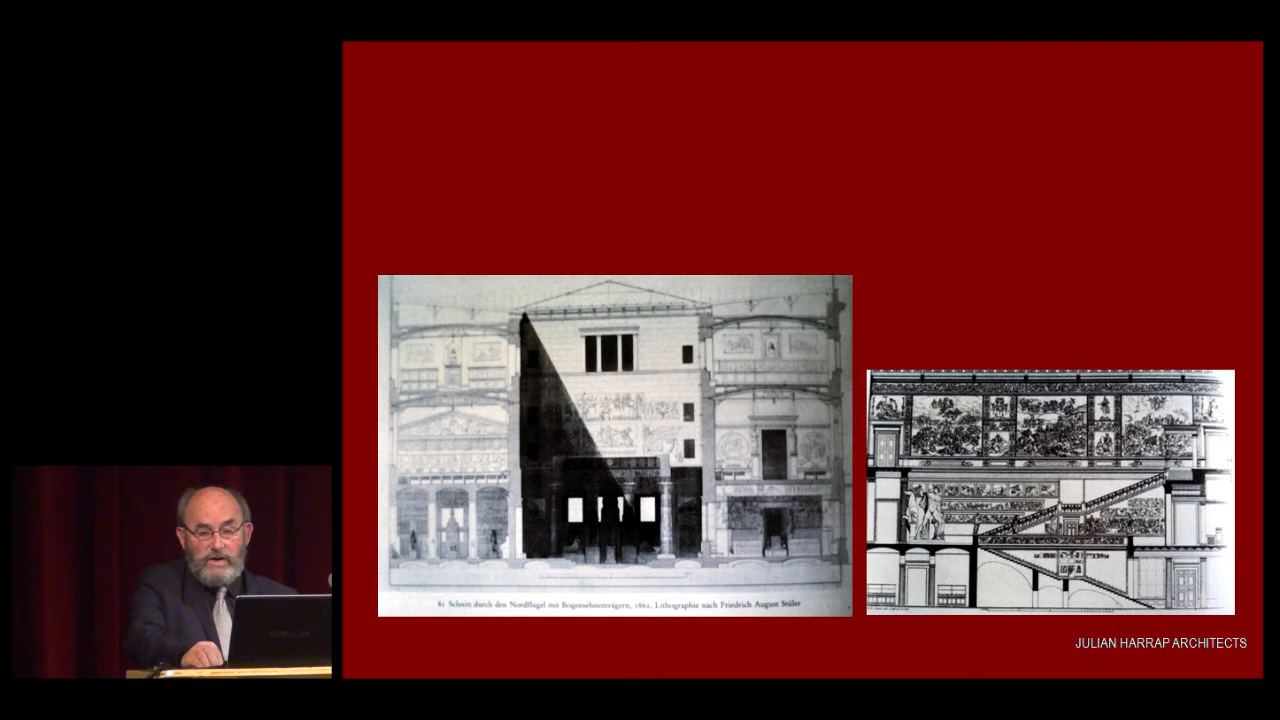 81 Schnitt durch den Nordflügel mit Bogensehnenträgern, 1862, Lithographie nach Friedrich August Stüler
JULIAN HARRAP ARCHITECTS